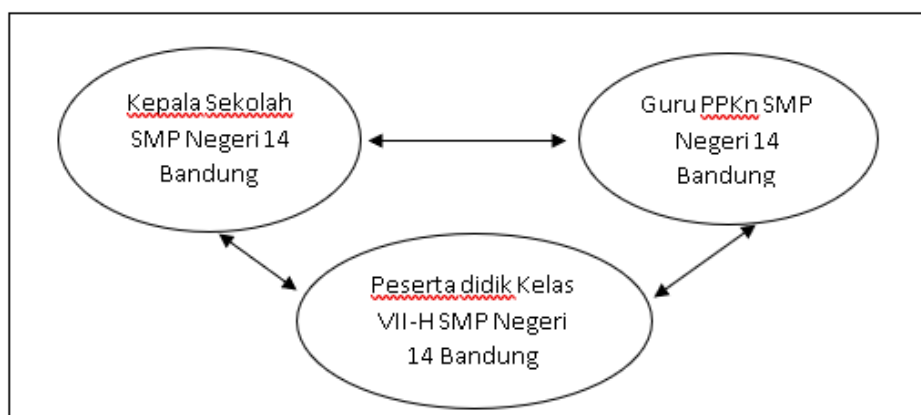 Kepala Sekolah
SMP Negeri 14
Bandung
Guru PPKn SMP
Negeri 14
Bandung
Peserta didik Kelas
VII-H SMP Negeri
14 Bandung